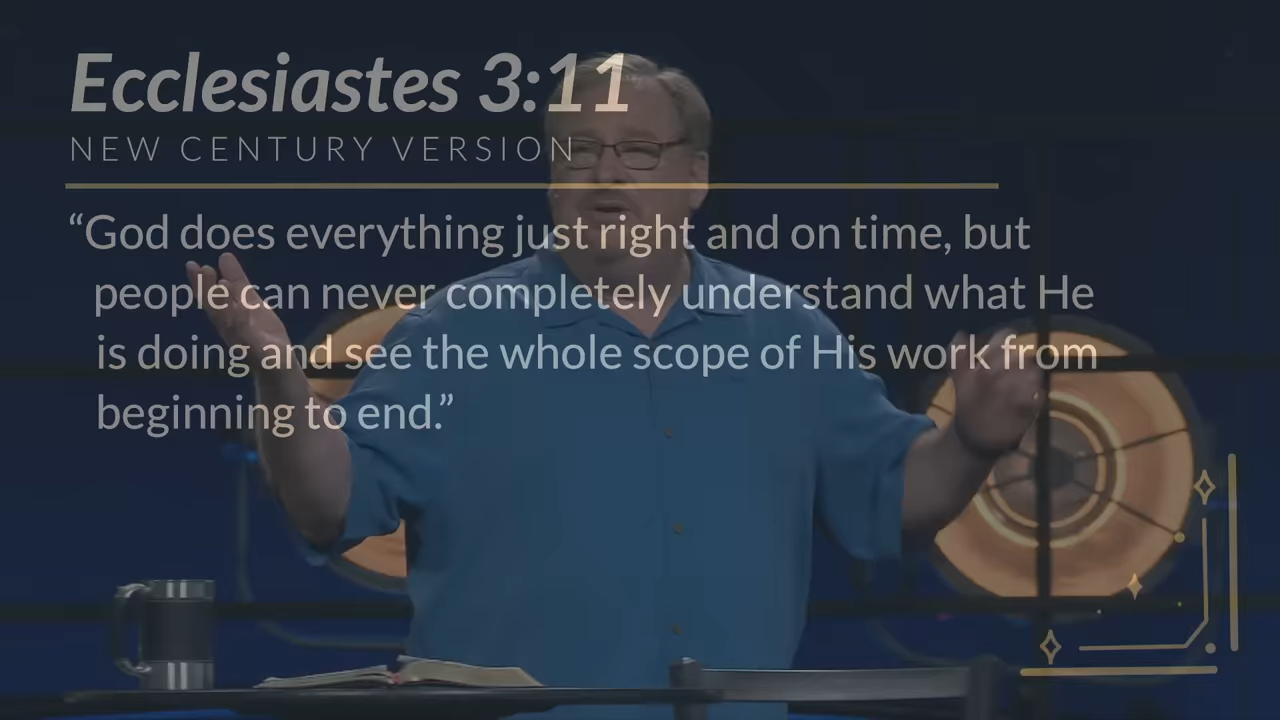 Ecclesiastes 3:11
NEW CENTURY VERSION
“God does everything just right and on time, but
people can never completely understand what He
is doing and see the whole scope of His work from
beginning to end.”